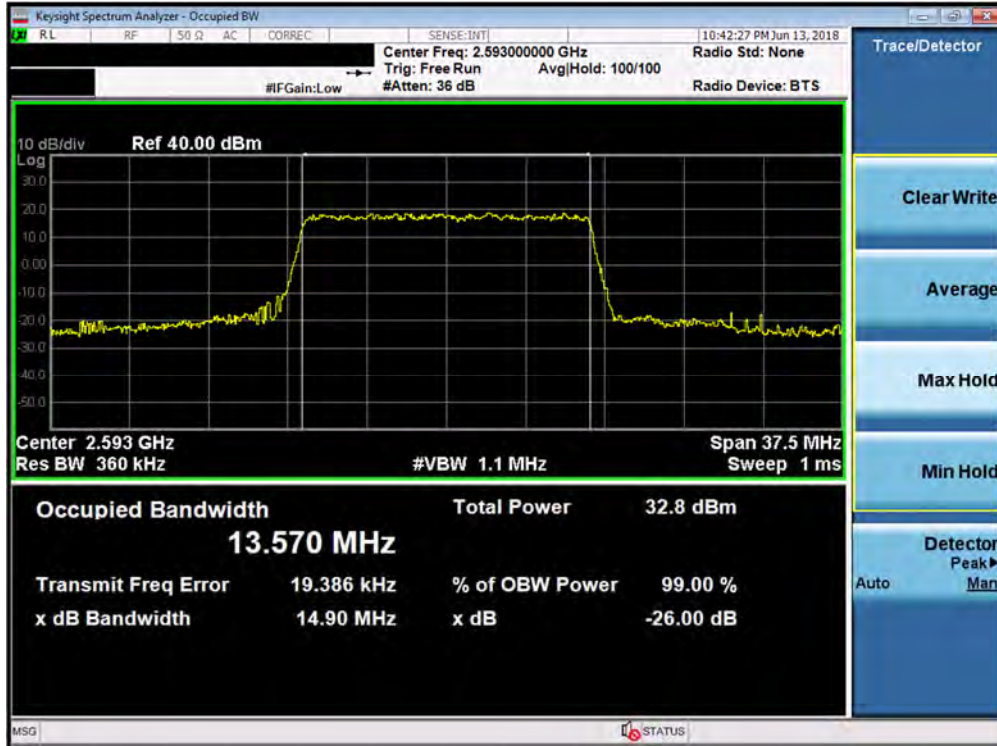 Keysight Spectrum Analyzer - Occupied BW
RL RF 50 Ω AC CORREC SENSE:INT 10:42:27 PM Jun 13, 2018
Center Freq: 2.593000000 GHz Radio Std: None
Trig: Free Run Avg|Hold: 100/100
#IFGain:Low #Atten: 36 dB Radio Device: BTS
Trace/Detector
10 dB/div Ref 40.00 dBm
Log
30.0
20.0
10.0
0.00
-10.0
-20.0
-30.0
-40.0
-50.0
Center 2.593 GHz Span 37.5 MHz
Res BW 360 kHz #VBW 1.1 MHz Sweep 1 ms
Occupied Bandwidth Total Power 32.8 dBm
13.570 MHz
Transmit Freq Error 19.386 kHz % of OBW Power 99.00 %
x dB Bandwidth 14.90 MHz x dB -26.00 dB
Clear Write
Average
Max Hold
Min Hold
Detector
Peak▶
Auto Man
MSG STATUS